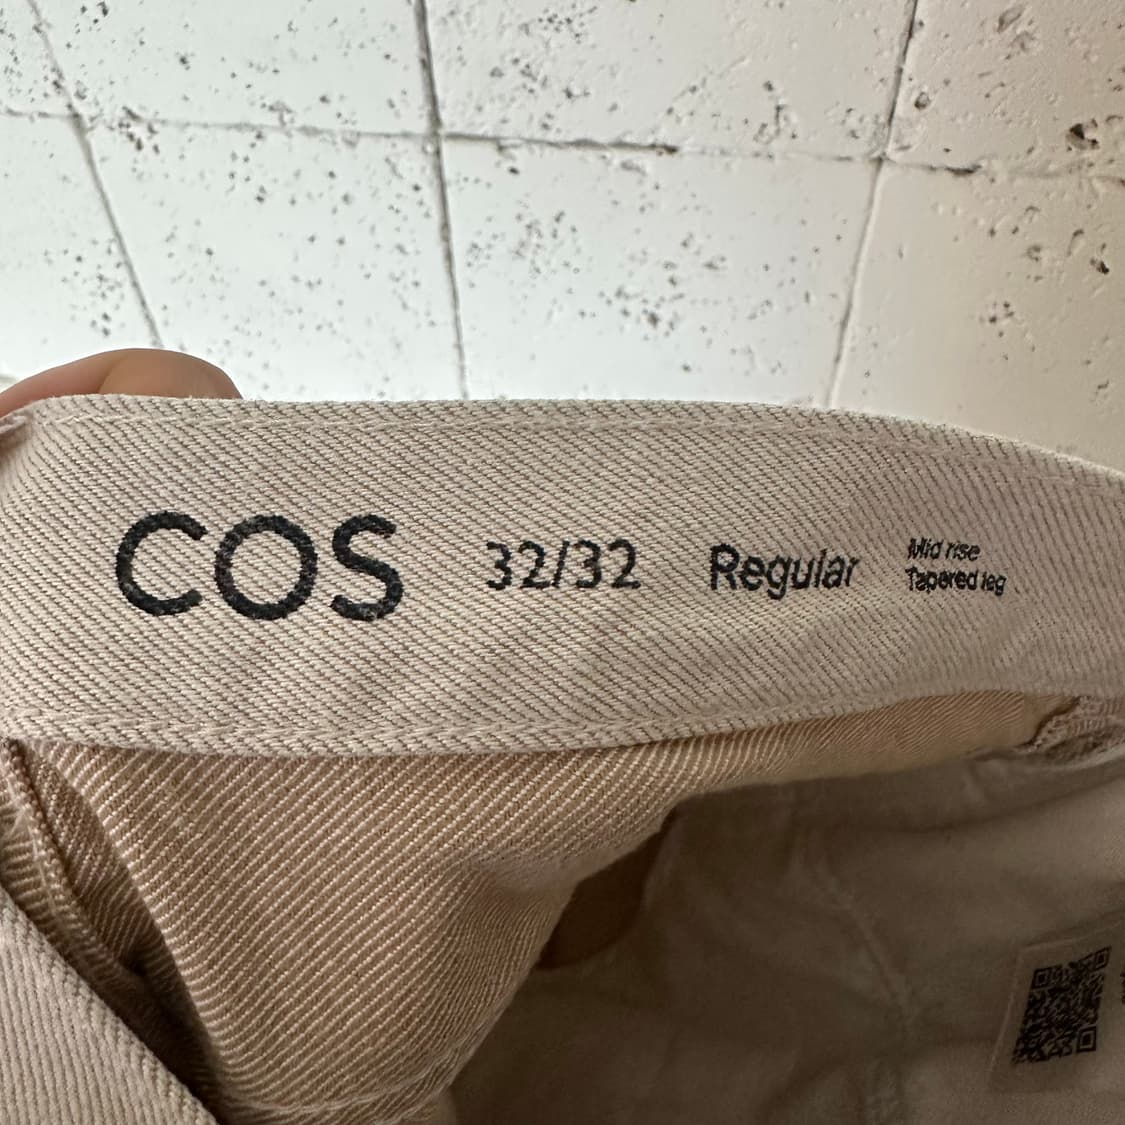 COS 32/32 Regular Mid rise
Tapered leg